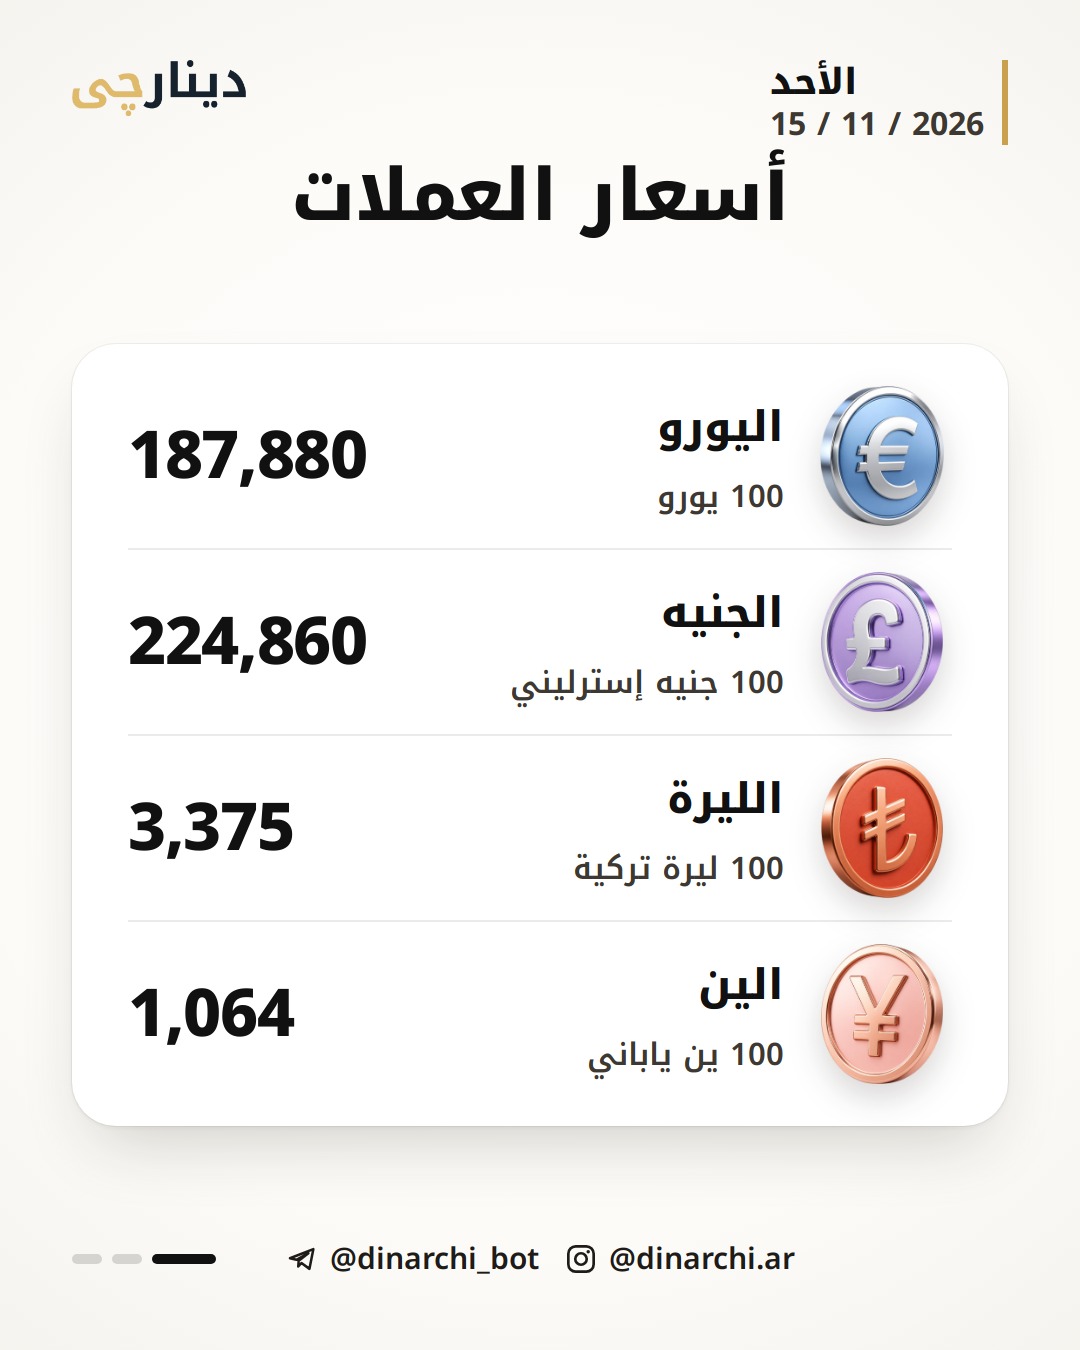 الأحد
15 / 11 / 2026
دینارچی
أسعار العملات
€
اليورو
100 يورو
187,880
£
الجنيه
100 جنيه إسترليني
224,860
₺
الليرة
100 ليرة تركية
3,375
¥
الين
100 ين ياباني
1,064
@dinarchi_bot @dinarchi.ar